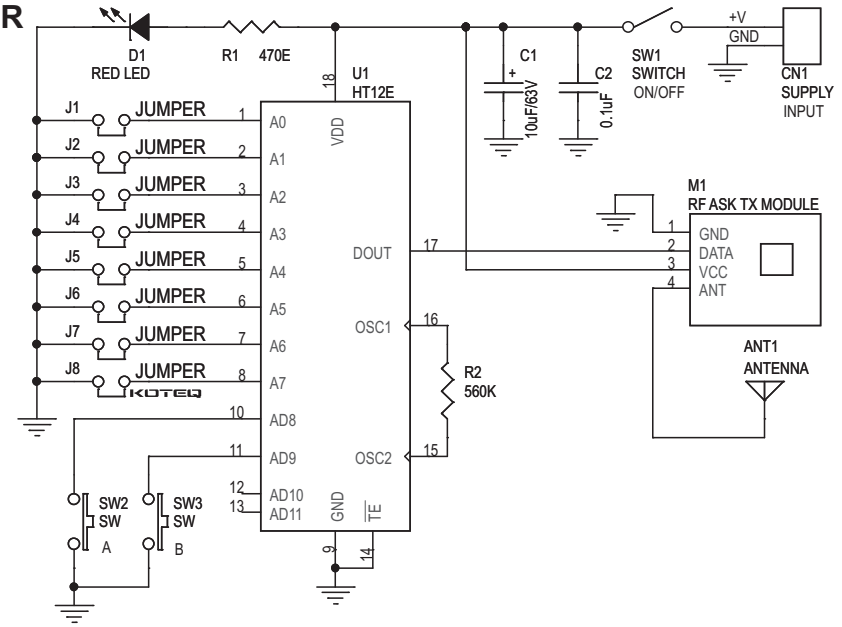 R
D1
RED LED
R1 470E
U1
HT12E
18
VDD
C1
+
10uF/63V
C2
0.1uF
SW1
SWITCH
ON/OFF
+V
GND
CN1
SUPPLY
INPUT
J1 JUMPER 1 A0
J2 JUMPER 2 A1
J3 JUMPER 3 A2
J4 JUMPER 4 A3
J5 JUMPER 5 A4
J6 JUMPER 6 A5
J7 JUMPER 7 A6
J8 JUMPER 8 A7
KOTEQ
10 AD8
11 AD9
12 AD10
13 AD11
DOUT 17
OSC1 16
OSC2 15
R2
560K
GND
TE
9
14
SW2
SW
A
SW3
SW
B
M1
RF ASK TX MODULE
1 GND
2 DATA
3 VCC
4 ANT
ANT1
ANTENNA